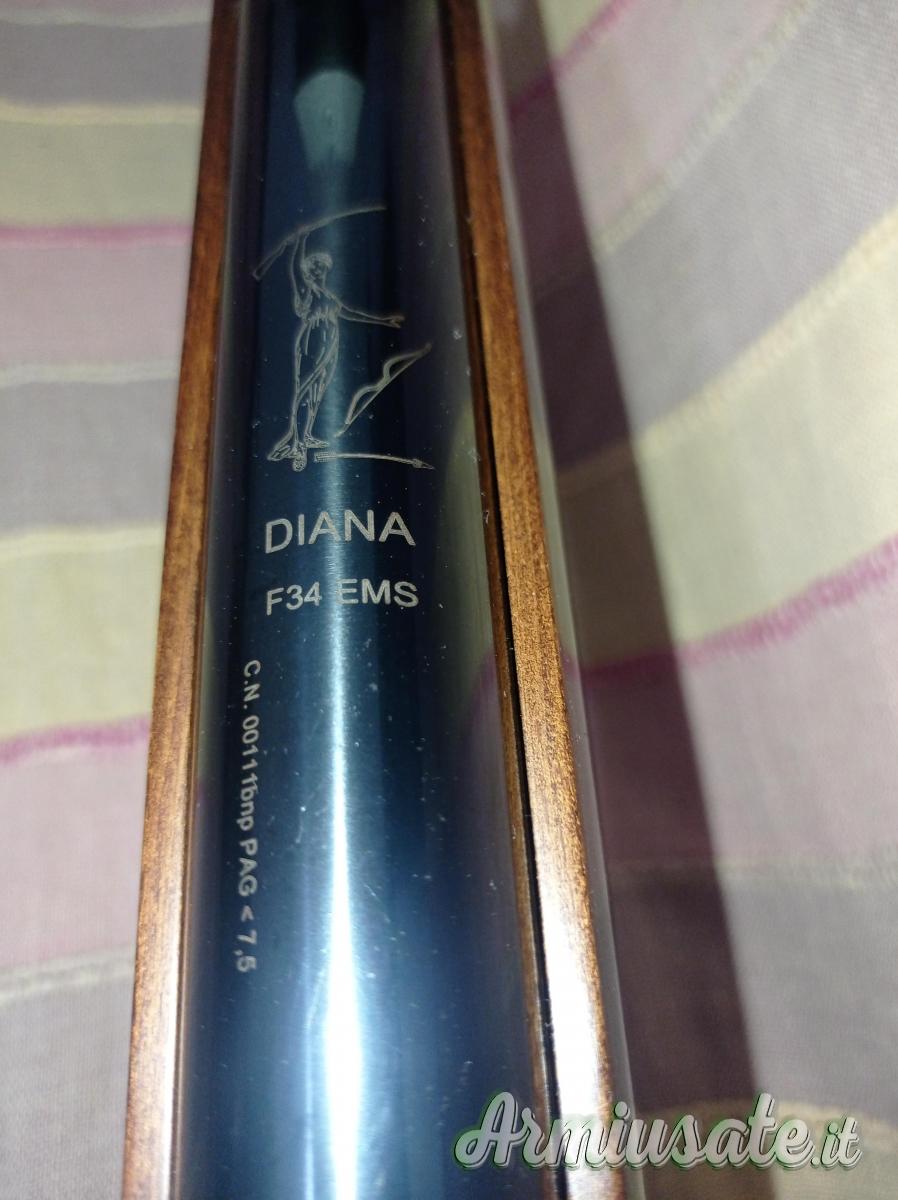 DIANA
F34 EMS
C.N. 00111bnp PAG < 7,5
Armiusate.it